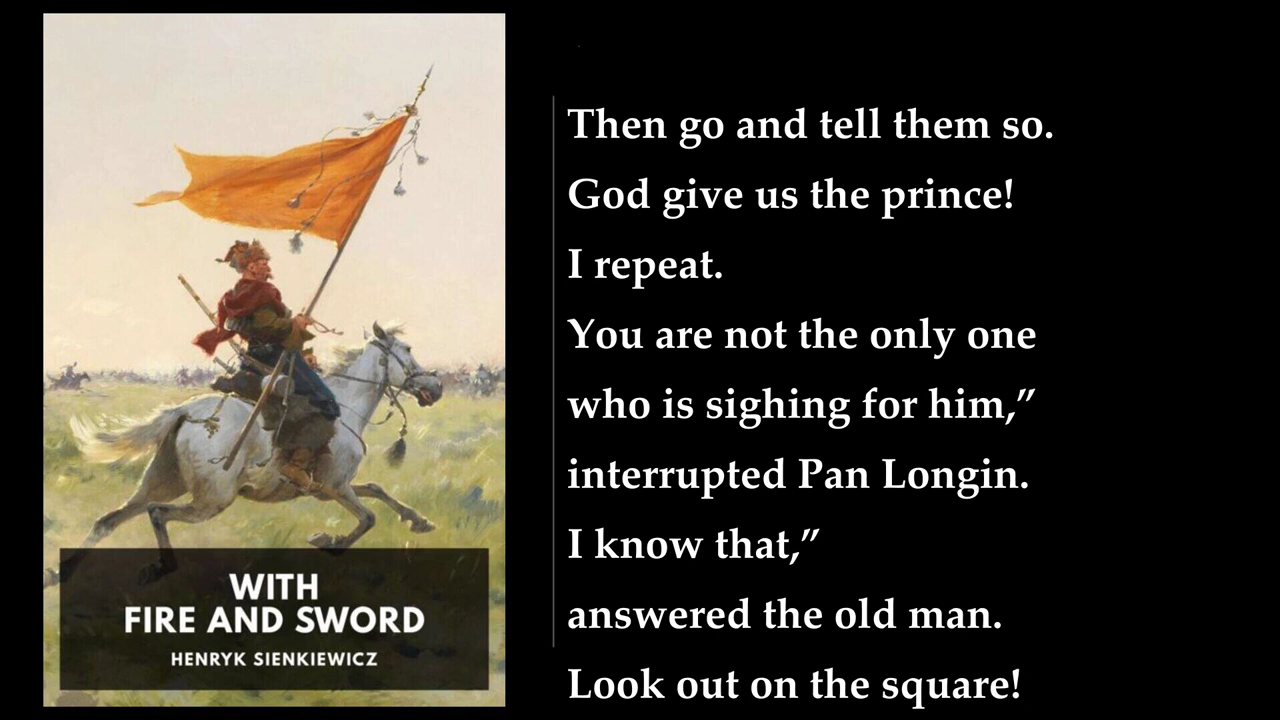 WITH
FIRE AND SWORD
HENRYK SIENKIEWICZ
Then go and tell them so.
God give us the prince!
I repeat.
You are not the only one
who is sighing for him,”
interrupted Pan Longin.
I know that,”
answered the old man.
Look out on the square!